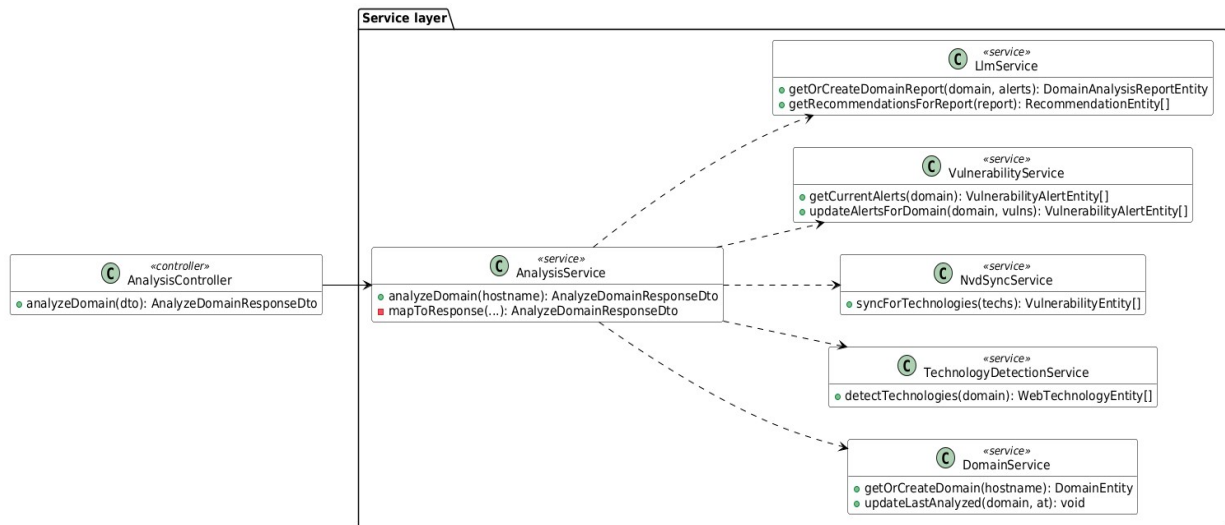 Service layer
C
«service»
LlmService
getOrCreateDomainReport(domain, alerts): DomainAnalysisReportEntity
getRecommendationsForReport(report): RecommendationEntity[]
C
«service»
VulnerabilityService
getCurrentAlerts(domain): VulnerabilityAlertEntity[]
updateAlertsForDomain(domain, vulns): VulnerabilityAlertEntity[]
C
«controller»
AnalysisController
analyzeDomain(dto): AnalyzeDomainResponseDto
C
«service»
AnalysisService
analyzeDomain(hostname): AnalyzeDomainResponseDto
mapToResponse(...): AnalyzeDomainResponseDto
C
«service»
NvdSyncService
syncForTechnologies(techs): VulnerabilityEntity[]
C
«service»
TechnologyDetectionService
detectTechnologies(domain): WebTechnologyEntity[]
C
«service»
DomainService
getOrCreateDomain(hostname): DomainEntity
updateLastAnalyzed(domain, at): void